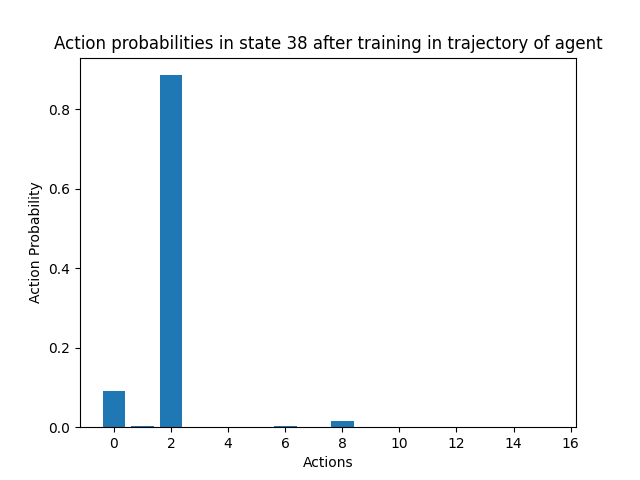 Action probabilities in state 38 after training in trajectory of agent
Action Probability
0.8
0.6
0.4
0.2
0.0
0 2 4 6 8 10 12 14 16
Actions